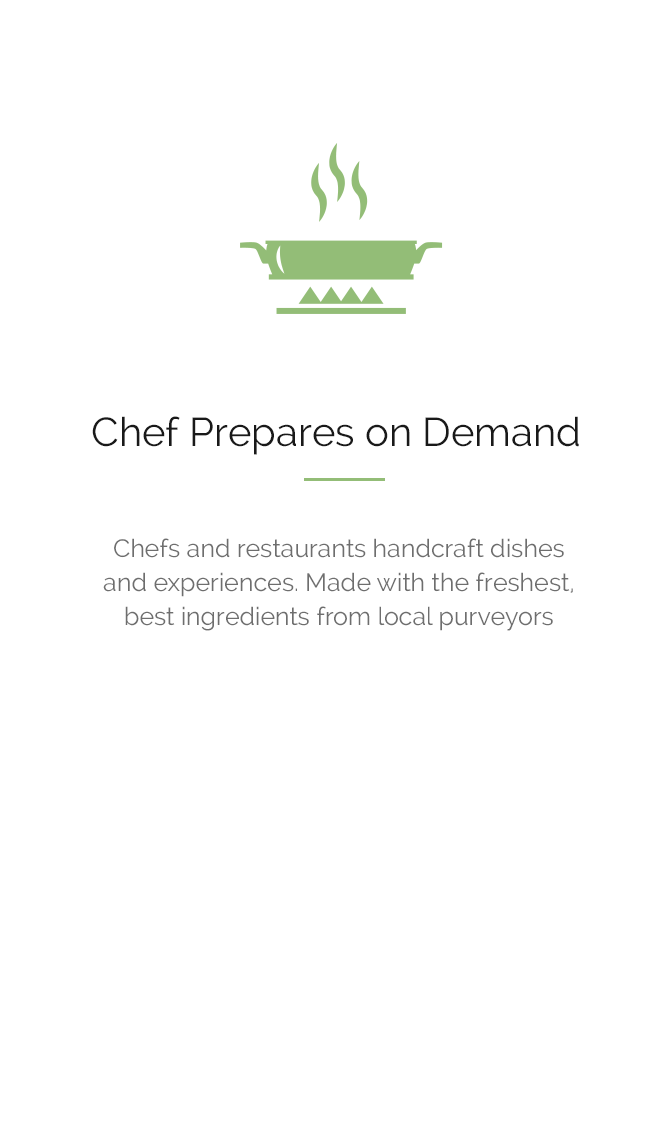 Chef Prepares on Demand
Chefs and restaurants handcraft dishes
and experiences. Made with the freshest,
best ingredients from local purveyors